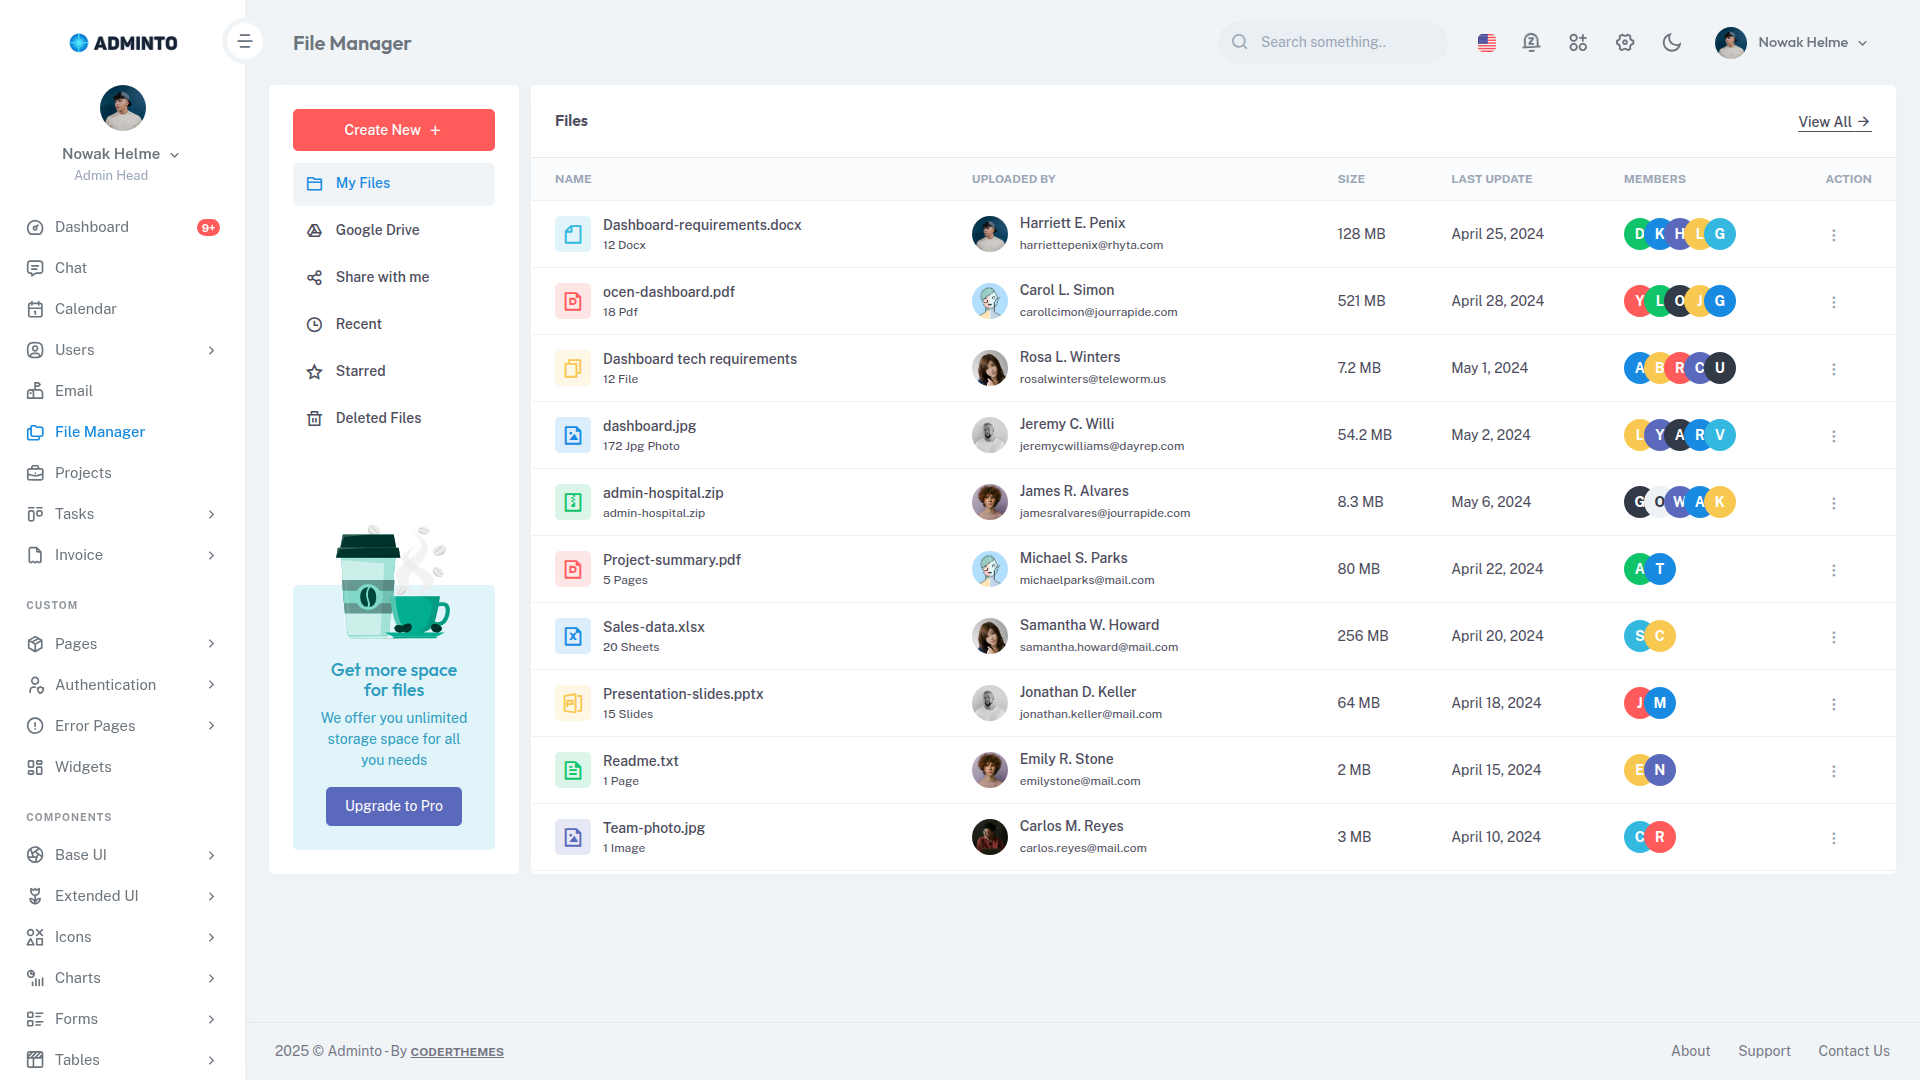 ADMINTO
Nowak Helme
Admin Head
Dashboard 9+
Chat
Calendar
Users
Email
File Manager
Projects
Tasks
Invoice
CUSTOM
Pages
Authentication
Error Pages
Widgets
COMPONENTS
Base UI
Extended UI
Icons
Charts
Forms
Tables
File Manager
Search something..
Nowak Helme
Create New +
My Files
Google Drive
Share with me
Recent
Starred
Deleted Files
Get more space
for files
We offer you unlimited
storage space for all
you needs
Upgrade to Pro
Files
View All
NAME UPLOADED BY SIZE LAST UPDATE MEMBERS ACTION
Dashboard-requirements.docx
12 Docx
Harriett E. Penix
harriettepenix@rhyta.com
128 MB April 25, 2024 D K H L G
ocen-dashboard.pdf
18 Pdf
Carol L. Simon
carollcimon@jourrapide.com
521 MB April 28, 2024 Y L O J G
Dashboard tech requirements
12 File
Rosa L. Winters
rosalwinters@teleworm.us
7.2 MB May 1, 2024 A B R C U
dashboard.jpg
172 Jpg Photo
Jeremy C. Willi
jeremycwilliams@dayrep.com
54.2 MB May 2, 2024 L Y A R V
admin-hospital.zip
admin-hospital.zip
James R. Alvares
jamesralvares@jourrapide.com
8.3 MB May 6, 2024 G O W A K
Project-summary.pdf
5 Pages
Michael S. Parks
michaelparks@mail.com
80 MB April 22, 2024 A T
Sales-data.xlsx
20 Sheets
Samantha W. Howard
samantha.howard@mail.com
256 MB April 20, 2024 S C
Presentation-slides.pptx
15 Slides
Jonathan D. Keller
jonathan.keller@mail.com
64 MB April 18, 2024 J M
Readme.txt
1 Page
Emily R. Stone
emilystone@mail.com
2 MB April 15, 2024 E N
Team-photo.jpg
1 Image
Carlos M. Reyes
carlos.reyes@mail.com
3 MB April 10, 2024 C R
2025 © Adminto - By CODERTHEMES
About Support Contact Us